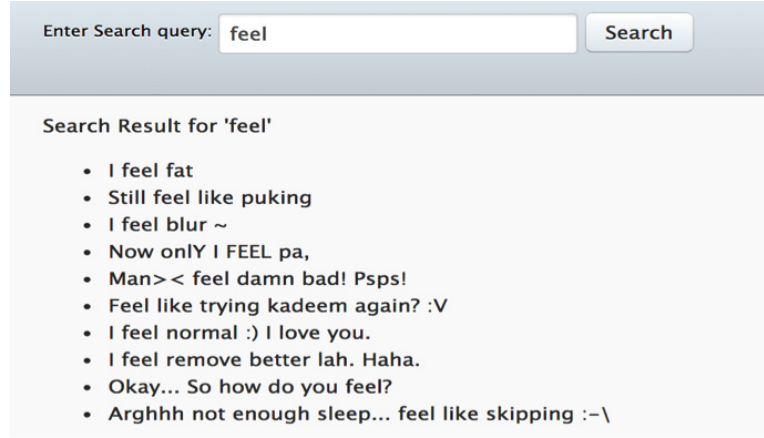 Enter Search query: feel Search
Search Result for 'feel'
• I feel fat
• Still feel like puking
• I feel blur ~
• Now onlY I FEEL pa,
• Man>< feel damn bad! Psps!
• Feel like trying kadeem again? :V
• I feel normal :) I love you.
• I feel remove better lah. Haha.
• Okay... So how do you feel?
• Arghhh not enough sleep... feel like skipping :-\